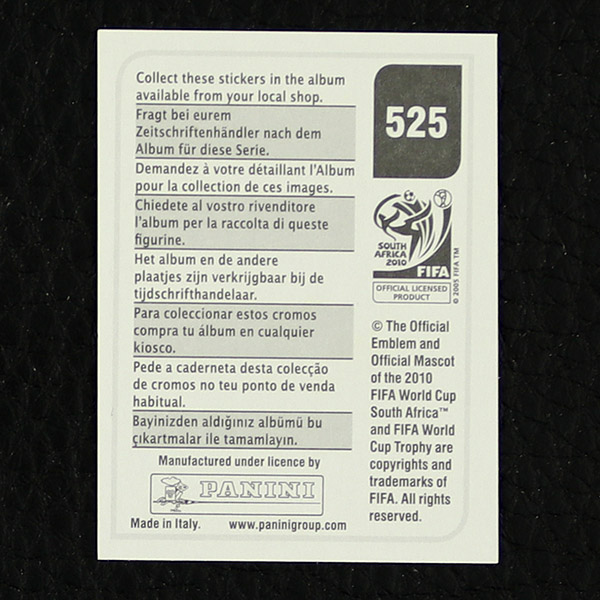 Collect these stickers in the album
available from your local shop.
Fragt bei eurem
Zeitschriftenhändler nach dem
Album für diese Serie.
Demandez à votre détaillant l'Album
pour la collection de ces images.
Chiedete al vostro rivenditore
l'album per la raccolta di queste
figurine.
Het album en de andere
plaatjes zijn verkrijgbaar bij de
tijdschrifthandelaar.
Para coleccionar estos cromos
compra tu álbum en cualquier
kiosco.
Pede a caderneta desta colecção
de cromos no teu ponto de venda
habitual.
Bayinizden aldığınız albümü bu
çıkartmalar ile tamamlayın.
Manufactured under licence by
PANINI
Made in Italy. www.paninigroup.com
525
SOUTH
AFRICA
2010
FIFA
OFFICIAL LICENSED
PRODUCT
© 2005 FIFA TM
© The Official
Emblem and
Official Mascot
of the 2010
FIFA World Cup
South Africa™
and FIFA World
Cup Trophy are
copyrights and
trademarks of
FIFA. All rights
reserved.